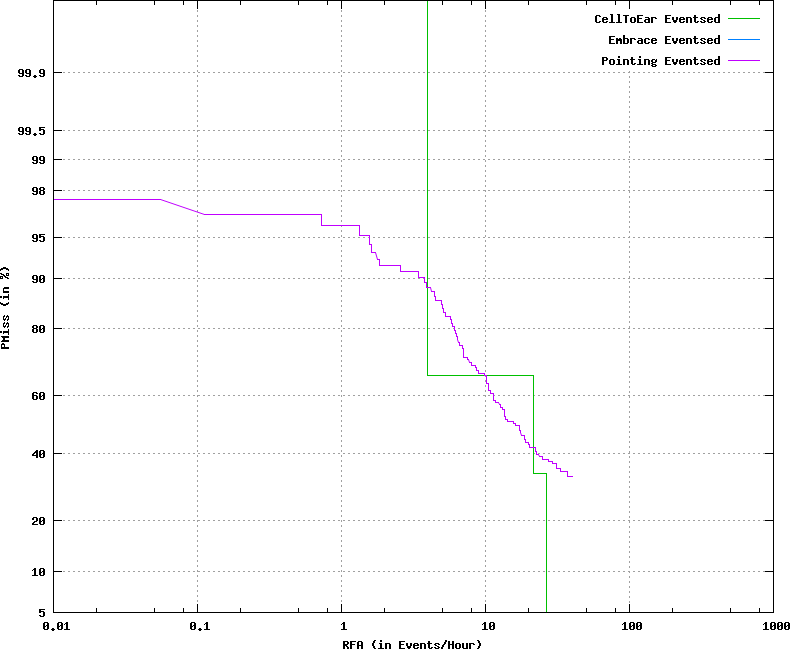 CellToEar Eventsed
Embrace Eventsed
Pointing Eventsed
99.9
99.5
99
98
95
90
80
60
40
20
10
5
PMiss (in %)
0.01 0.1 1 10 100 1000
RFA (in Events/Hour)